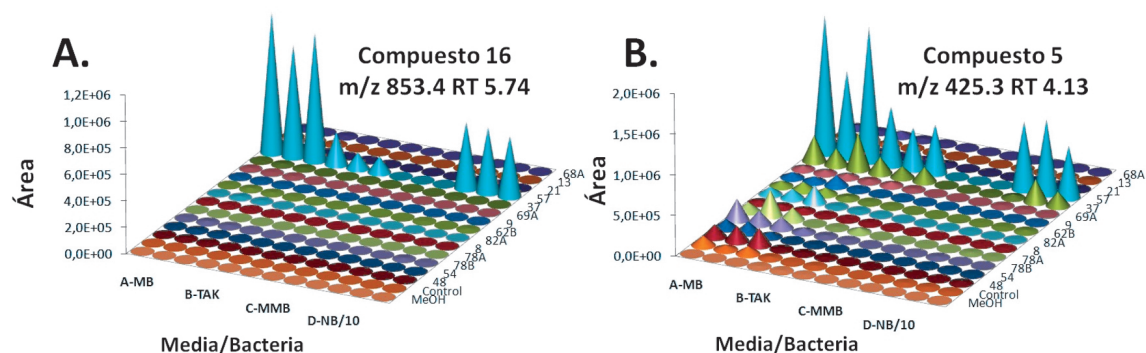 A.
Compuesto 16
m/z 853.4 RT 5.74
Área
1,2E+06
1,0E+06
8,0E+05
6,0E+05
4,0E+05
2,0E+05
0,0E+00
A-MB
B-TAK
C-MMB
D-NB/10
Media/Bacteria
68A
13
21
57
37
69A
9
62B
82A
8
78A
78B
54
48
Control
MeOH
B.
Compuesto 5
m/z 425.3 RT 4.13
Área
2,0E+06
1,5E+06
1,0E+06
5,0E+05
0,0E+00
A-MB
B-TAK
C-MMB
D-NB/10
Media/Bacteria
68A
13
21
57
37
69A
9
62B
82A
8
78A
78B
54
48
Control
MeOH